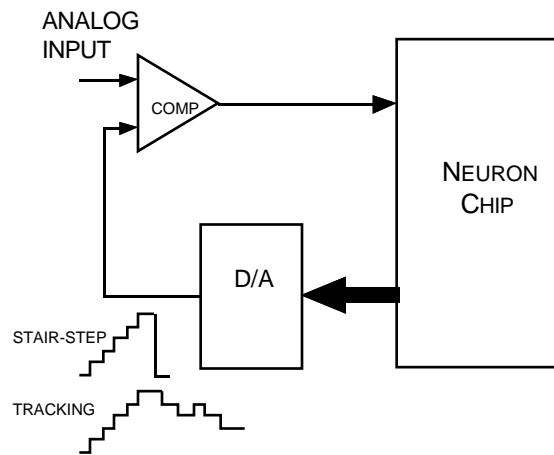 ANALOG
INPUT
COMP
NEURON
CHIP
D/A
STAIR-STEP
TRACKING